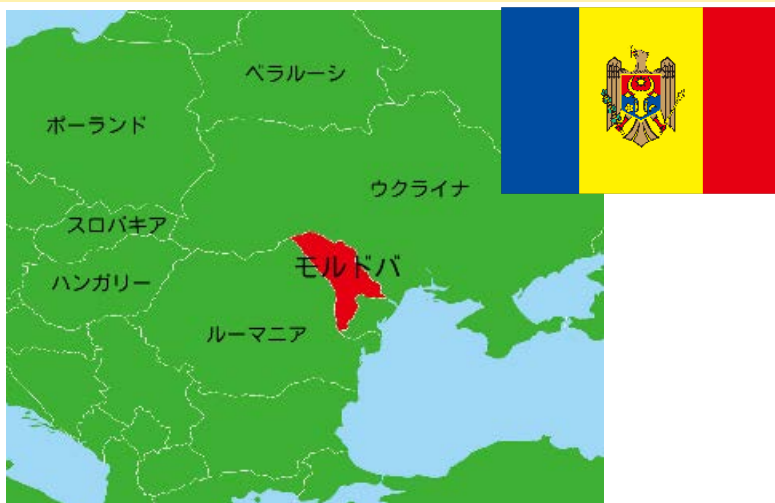 ベラルーシ
ポーランド
ウクライナ
スロバキア
モルドバ
ハンガリー
ルーマニア